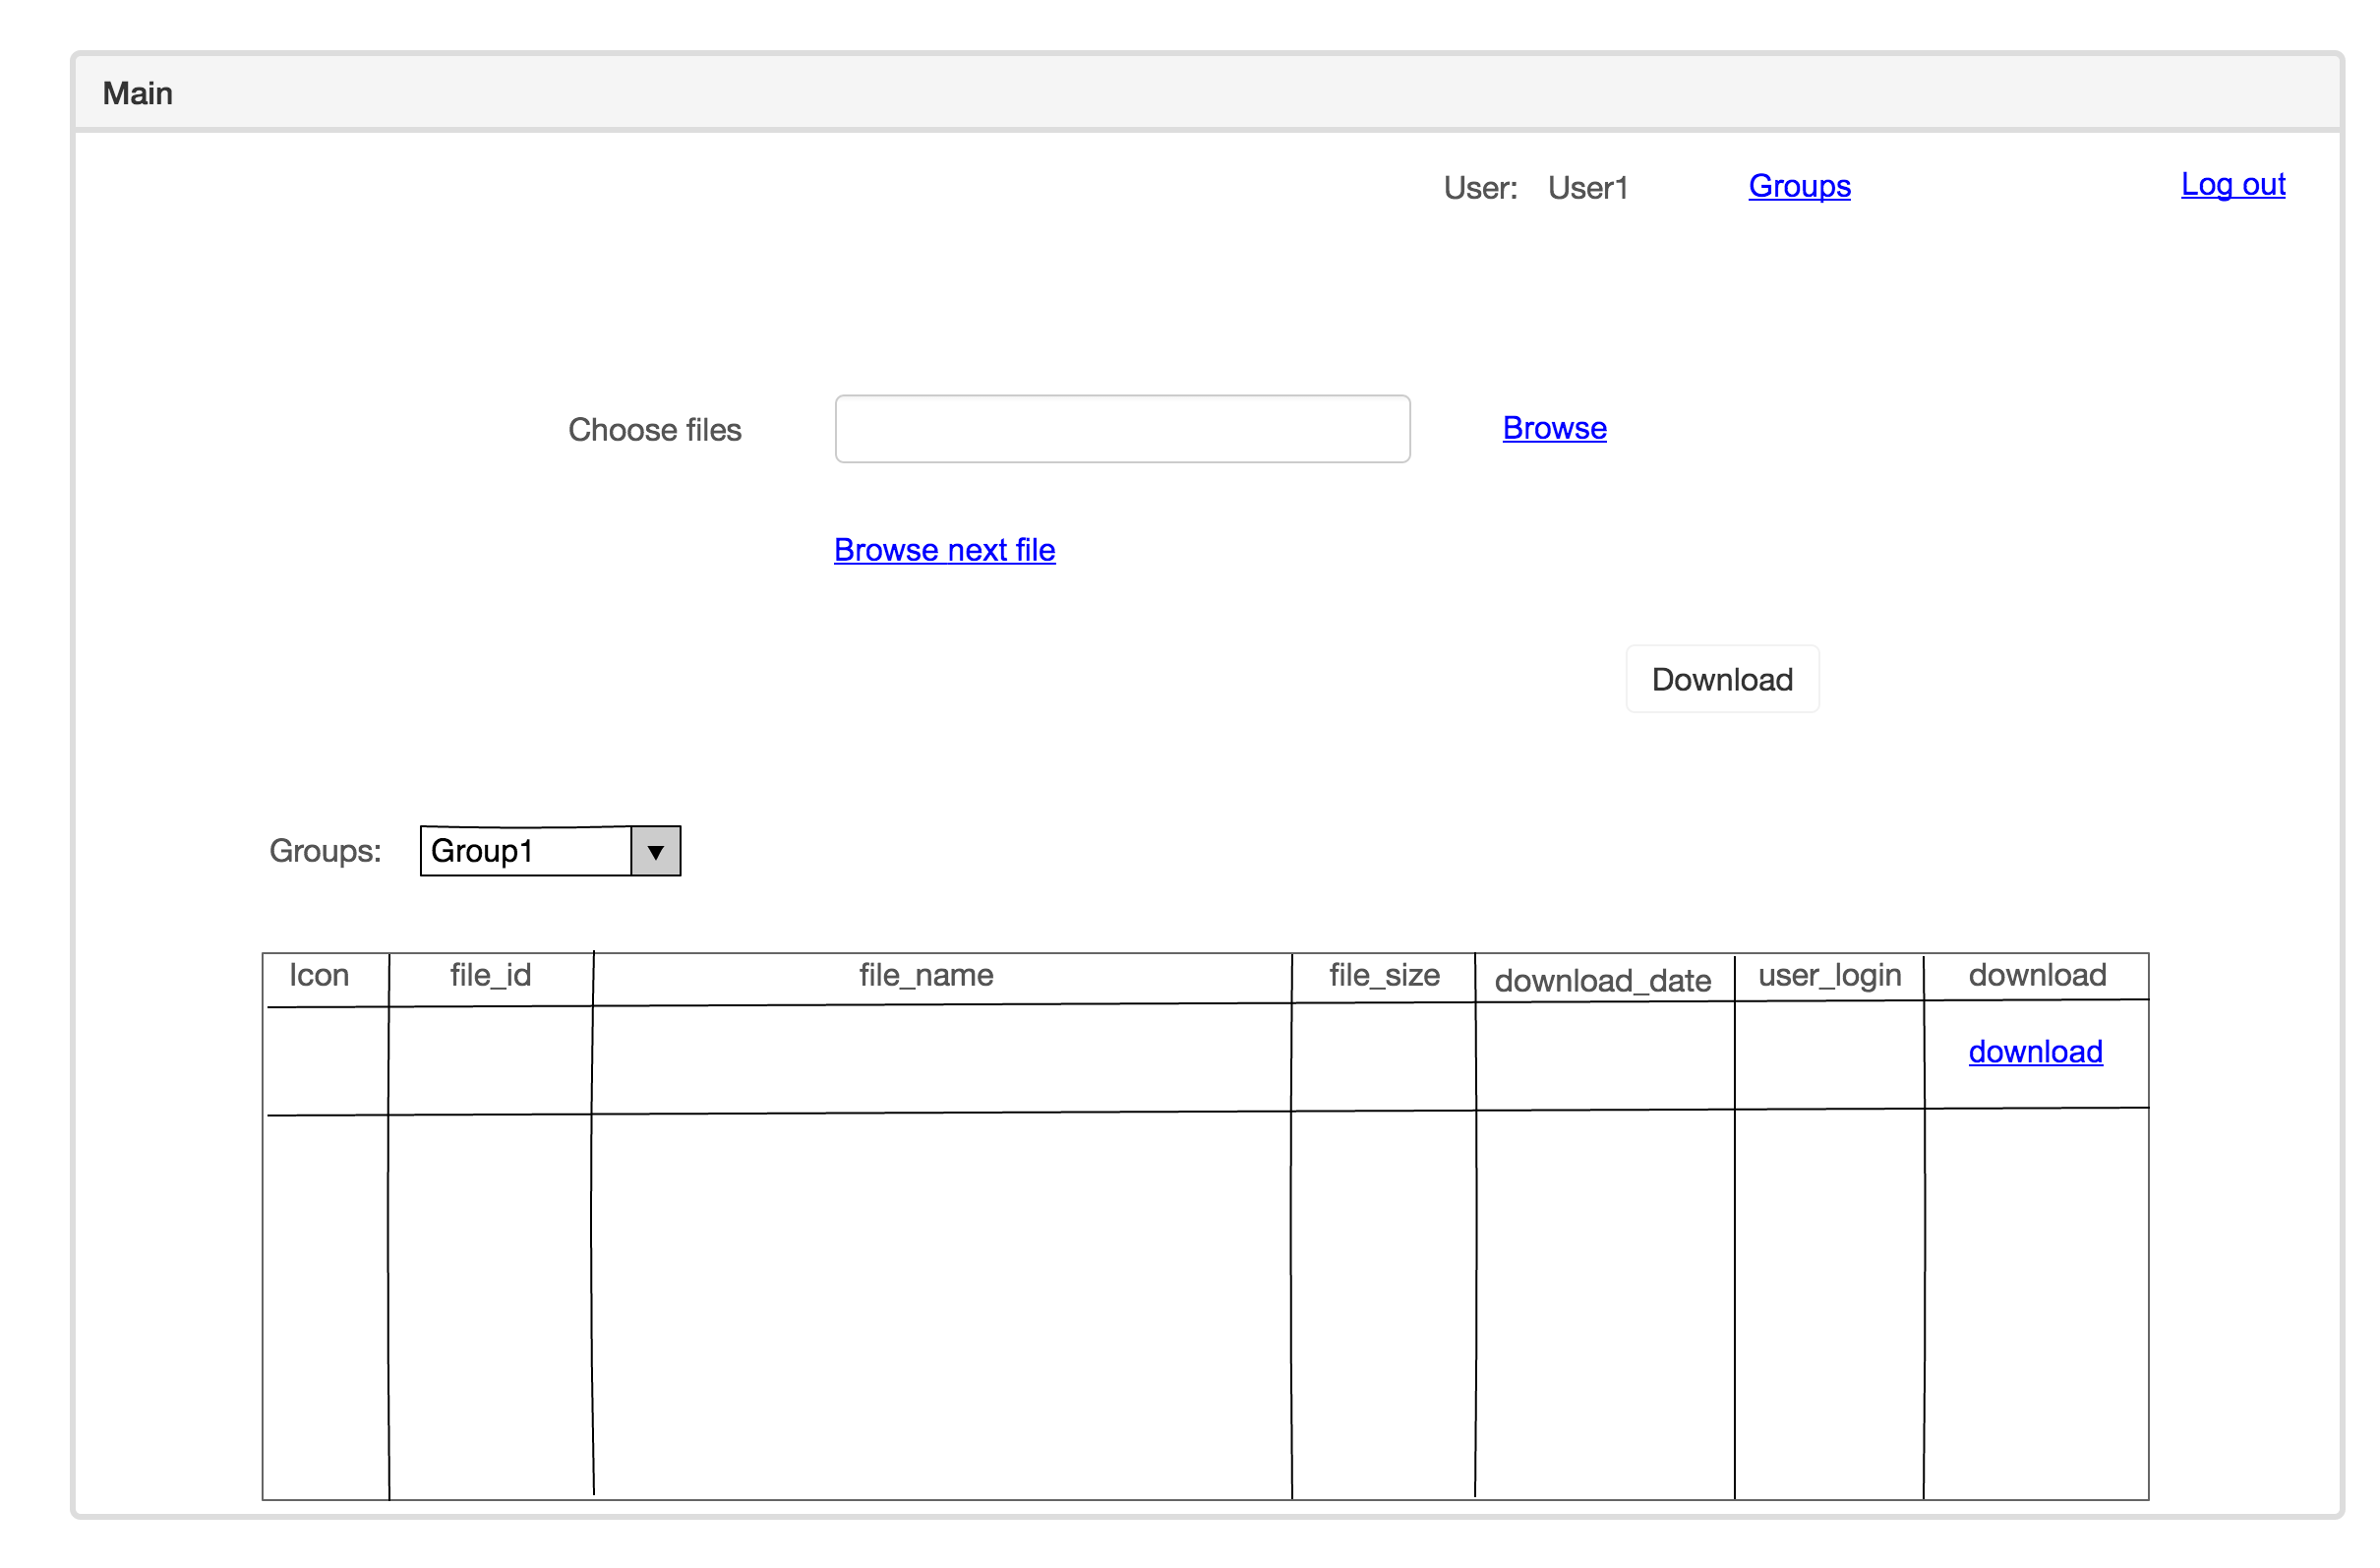 Main
User: User1 Groups Log out
Choose files Browse
Browse next file
Download
Groups: Group1 ▼
Icon file_id file_name file_size download_date user_login download
download